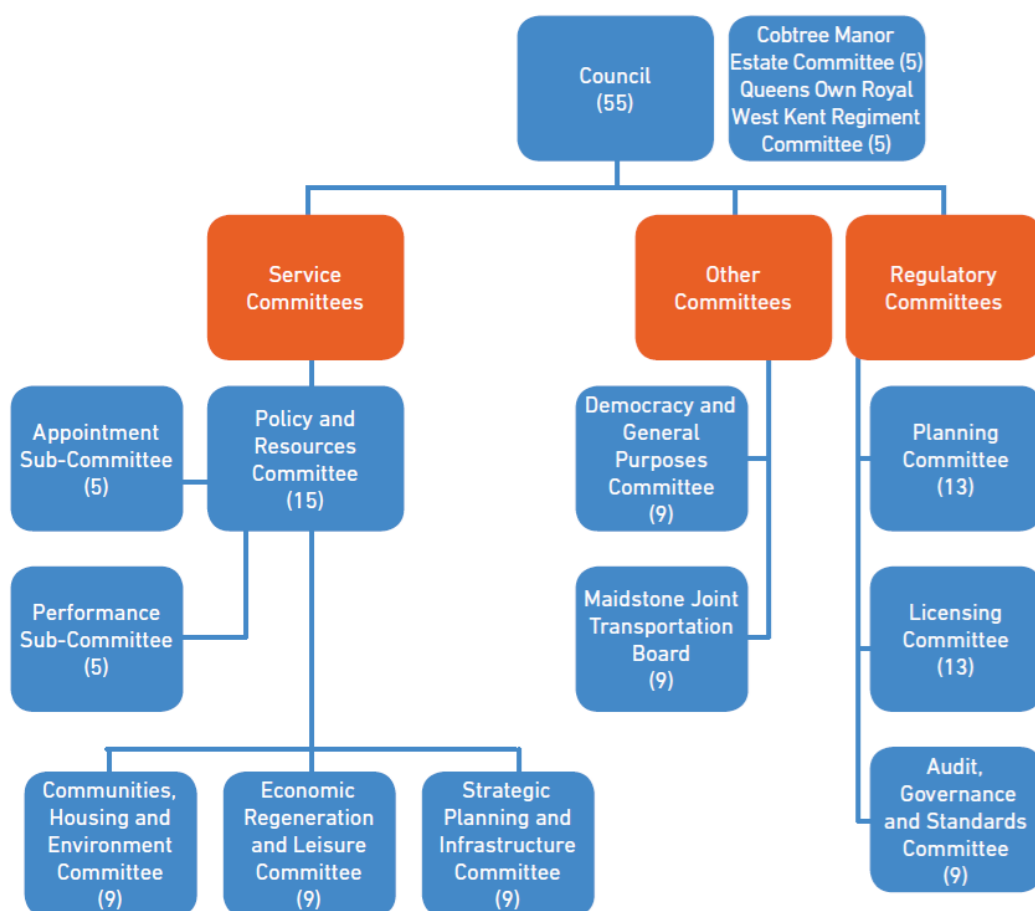 Council
(55)
Cobtree Manor
Estate Committee (5)
Queens Own Royal
West Kent Regiment
Committee (5)
Service
Committees
Other
Committees
Regulatory
Committees
Appointment
Sub-Committee
(5)
Policy and
Resources
Committee
(15)
Democracy and
General
Purposes
Committee
(9)
Planning
Committee
(13)
Performance
Sub-Committee
(5)
Maidstone Joint
Transportation
Board
(9)
Licensing
Committee
(13)
Communities,
Housing and
Environment
Committee
(9)
Economic
Regeneration
and Leisure
Committee
(9)
Strategic
Planning and
Infrastructure
Committee
(9)
Audit,
Governance
and Standards
Committee
(9)